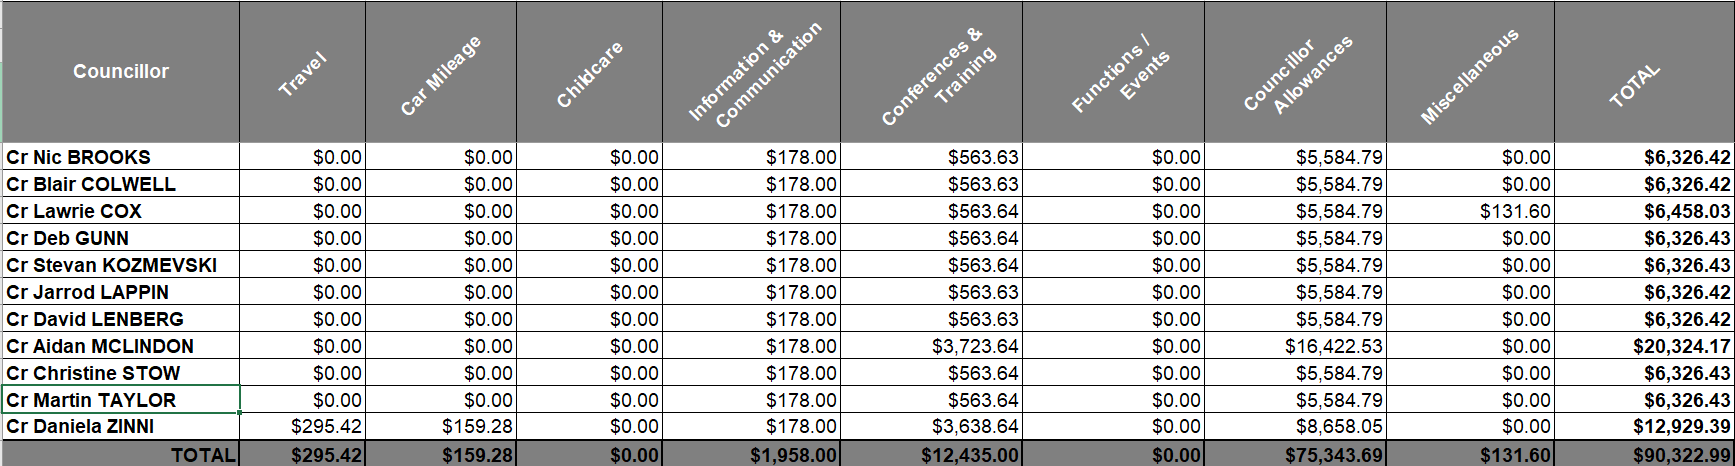 Councillor Travel Car Mileage Childcare Information & Communication Conferences & Training Functions / Events Councillor Allowances Miscellaneous TOTAL
Cr Nic BROOKS $0.00 $0.00 $0.00 $178.00 $563.63 $0.00 $5,584.79 $0.00 $6,326.42
Cr Blair COLWELL $0.00 $0.00 $0.00 $178.00 $563.63 $0.00 $5,584.79 $0.00 $6,326.42
Cr Lawrie COX $0.00 $0.00 $0.00 $178.00 $563.64 $0.00 $5,584.79 $131.60 $6,458.03
Cr Deb GUNN $0.00 $0.00 $0.00 $178.00 $563.64 $0.00 $5,584.79 $0.00 $6,326.43
Cr Stevan KOZMEVSKI $0.00 $0.00 $0.00 $178.00 $563.64 $0.00 $5,584.79 $0.00 $6,326.43
Cr Jarrod LAPPIN $0.00 $0.00 $0.00 $178.00 $563.63 $0.00 $5,584.79 $0.00 $6,326.42
Cr David LENBERG $0.00 $0.00 $0.00 $178.00 $563.63 $0.00 $5,584.79 $0.00 $6,326.42
Cr Aidan MCLINDON $0.00 $0.00 $0.00 $178.00 $3,723.64 $0.00 $16,422.53 $0.00 $20,324.17
Cr Christine STOW $0.00 $0.00 $0.00 $178.00 $563.64 $0.00 $5,584.79 $0.00 $6,326.43
Cr Martin TAYLOR $0.00 $0.00 $0.00 $178.00 $563.64 $0.00 $5,584.79 $0.00 $6,326.43
Cr Daniela ZINNI $295.42 $159.28 $0.00 $178.00 $3,638.64 $0.00 $8,658.05 $0.00 $12,929.39
TOTAL $295.42 $159.28 $0.00 $1,958.00 $12,435.00 $0.00 $75,343.69 $131.60 $90,322.99